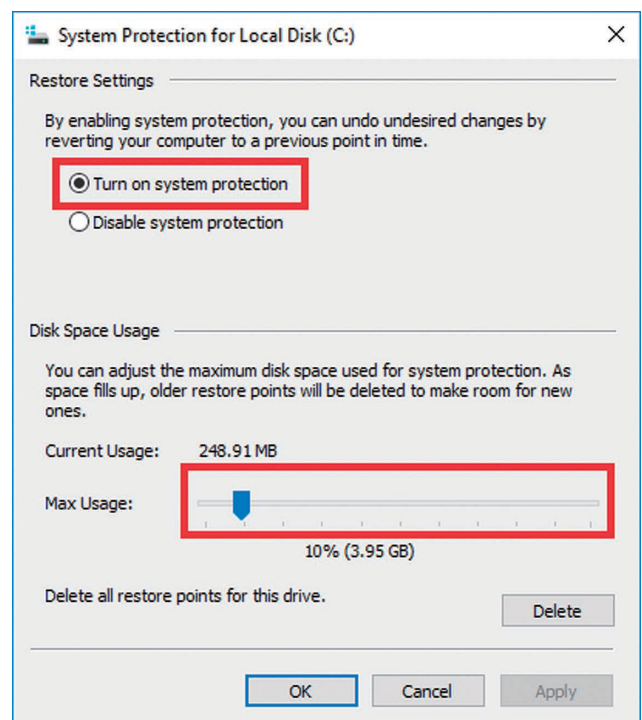 System Protection for Local Disk (C:)
Restore Settings
By enabling system protection, you can undo undesired changes by
reverting your computer to a previous point in time.
Turn on system protection
Disable system protection
Disk Space Usage
You can adjust the maximum disk space used for system protection. As
space fills up, older restore points will be deleted to make room for new
ones.
Current Usage: 248.91 MB
Max Usage:
10% (3.95 GB)
Delete all restore points for this drive.
Delete
OK Cancel Apply